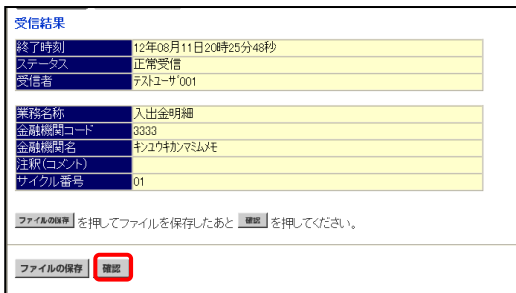 受信結果
終了時刻 12年08月11日20時25分48秒
ステータス 正常受信
受信者 テストユーザ001
業務名称 入出金明細
金融機関コード 3333
金融機関名 キンユウキカンマミムメモ
注釈(コメント)
サイクル番号 01
ファイルの保存 を押してファイルを保存したあと 確認 を押してください。
ファイルの保存 確認